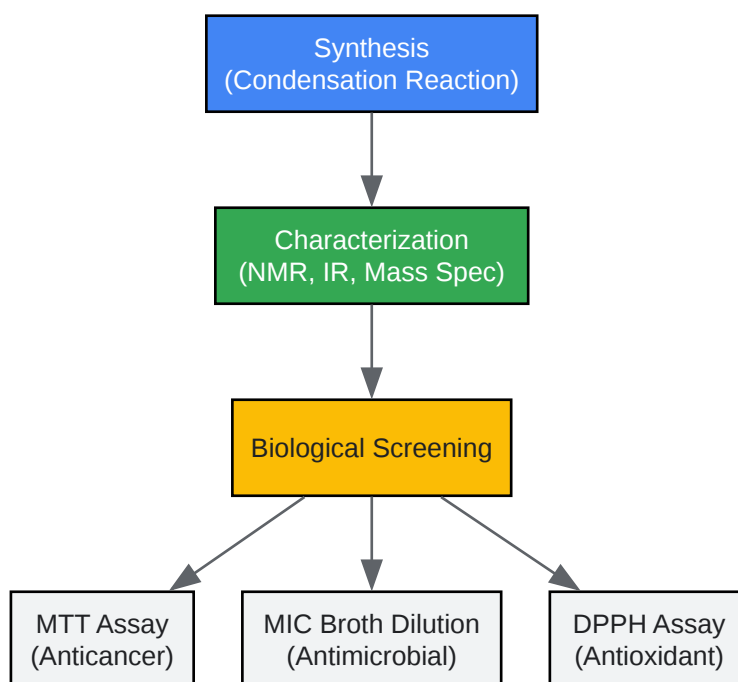 Synthesis
(Condensation Reaction)
Characterization
(NMR, IR, Mass Spec)
Biological Screening
MTT Assay
(Anticancer)
MIC Broth Dilution
(Antimicrobial)
DPPH Assay
(Antioxidant)